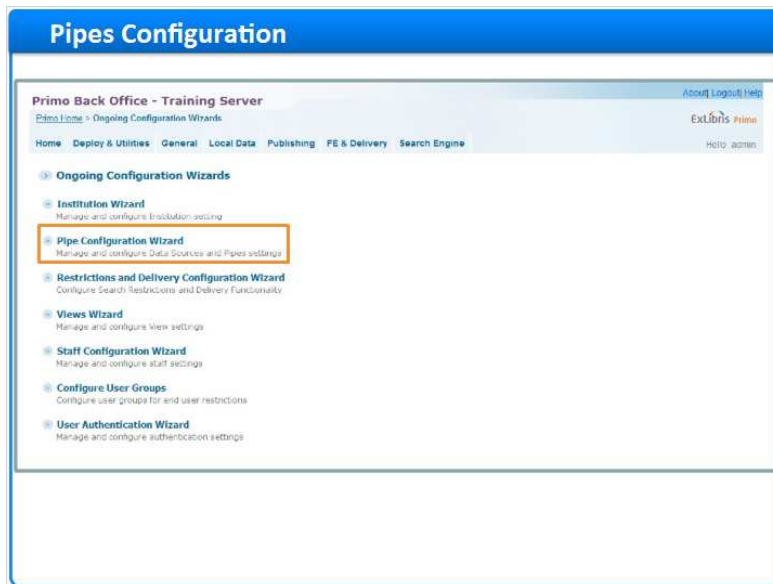 Pipes Configuration
About| Logout| Help
Primo Back Office - Training Server
Primo Home > Ongoing Configuration Wizards
ExLibris Primo
Home Deploy & Utilities General Local Data Publishing FE & Delivery Search Engine
Hello admin
Ongoing Configuration Wizards
Institution Wizard
Manage and configure Institution setting
Pipe Configuration Wizard
Manage and configure Data Sources and Pipes settings
Restrictions and Delivery Configuration Wizard
Configure Search Restrictions and Delivery Functionality
Views Wizard
Manage and configure View settings
Staff Configuration Wizard
Manage and configure staff settings
Configure User Groups
Configure user groups for end user restrictions
User Authentication Wizard
Manage and configure authentication settings